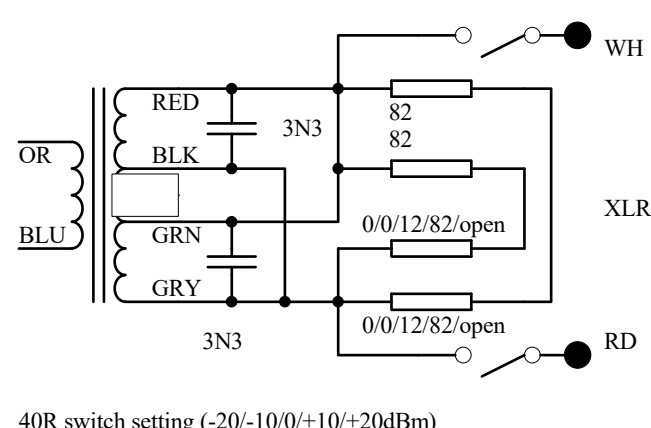 WH
RED
82
3N3
82
OR
BLK
XLR
BLU
GRN
0/0/12/82/open
GRY
0/0/12/82/open
3N3
RD
40R switch setting (-20/-10/0/+10/+20dBm)